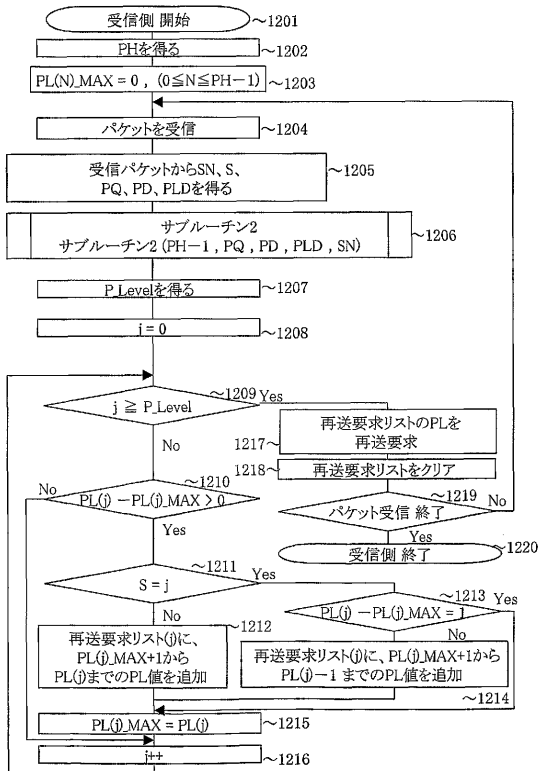 受信側 開始
~1201
PHを得る
~1202
PL(N)_MAX = 0 , (0≦N≦PH-1)
~1203
パケットを受信
~1204
受信パケットからSN、S、
PQ、PD、PLDを得る
~1205
サブルーチン2
サブルーチン2 (PH-1 , PQ , PD , PLD , SN)
~1206
P_Levelを得る
~1207
j = 0
~1208
~1209
j ≧ P_Level
Yes
No
再送要求リストのPLを
再送要求
1217~
1218~
再送要求リストをクリア
~1210
No
PL(j) -PL(j)_MAX > 0
Yes
~1219
パケット受信 終了
No
Yes
受信側 終了
~1220
~1211
S = j
Yes
No
~1213
PL(j) -PL(j)_MAX = 1
Yes
No
~1212
再送要求リスト(j)に、
PL(j)_MAX+1から
PL(j)までのPL値を追加
再送要求リスト(j)に、PL(j)_MAX+1から
PL(j)-1 までのPL値を追加
~1214
PL(j)_MAX = PL(j)
~1215
j++
~1216